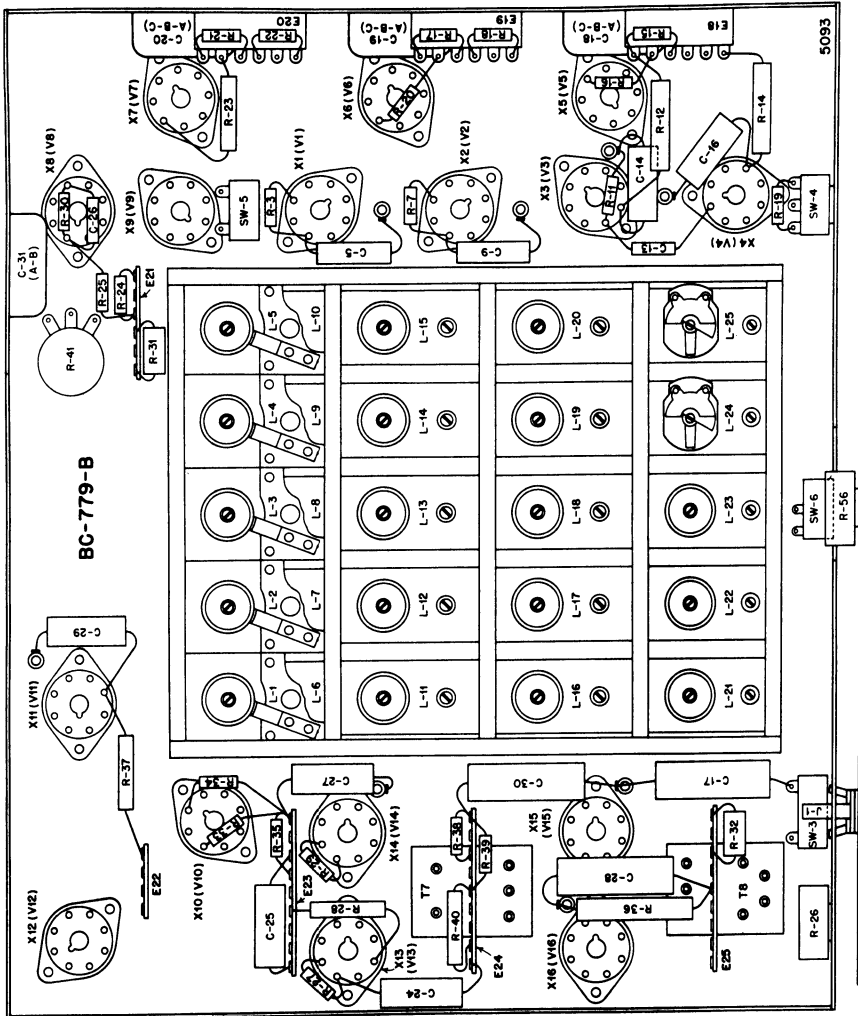 C-20
(A-B-C)
E20
R-21
R-22
C-19
(A-B-C)
E19
R-17
R-18
C-18
(A-B-C)
R-15
E18
5093
X7(V7)
R-23
X6(V6)
R-20
X5(V5)
R-16
R-12
R-14
X8(V8)
R-30
C-26
X9(V9)
SW-5
X1(V1)
R-3
C-5
X2(V2)
R-7
C-9
X3(V3)
R-11
C-14
C-13
C-16
X4(V4)
R-19
SW-4
C-31
(A-B)
R-25
R-24
E21
R-31
R-41
BC-779-B
L-5
L-10
L-15
L-20
L-25
L-4
L-9
L-14
L-19
L-24
L-3
L-8
L-13
L-18
L-23
L-2
L-7
L-12
L-17
L-22
L-1
L-6
L-11
L-16
L-21
SW-6
R-56
C-29
X11(V11)
R-37
E22
X12(V12)
R-34
R-33
X10(V10)
R-35
C-27
X14(V14)
R-29
E23
C-25
R-28
R-27
X13
(V13)
C-24
C-30
R-38
R-39
T7
R-40
E24
X15
(V15)
C-17
C-28
R-36
X16(V16)
R-32
T8
E25
SW-3
J-1
R-26